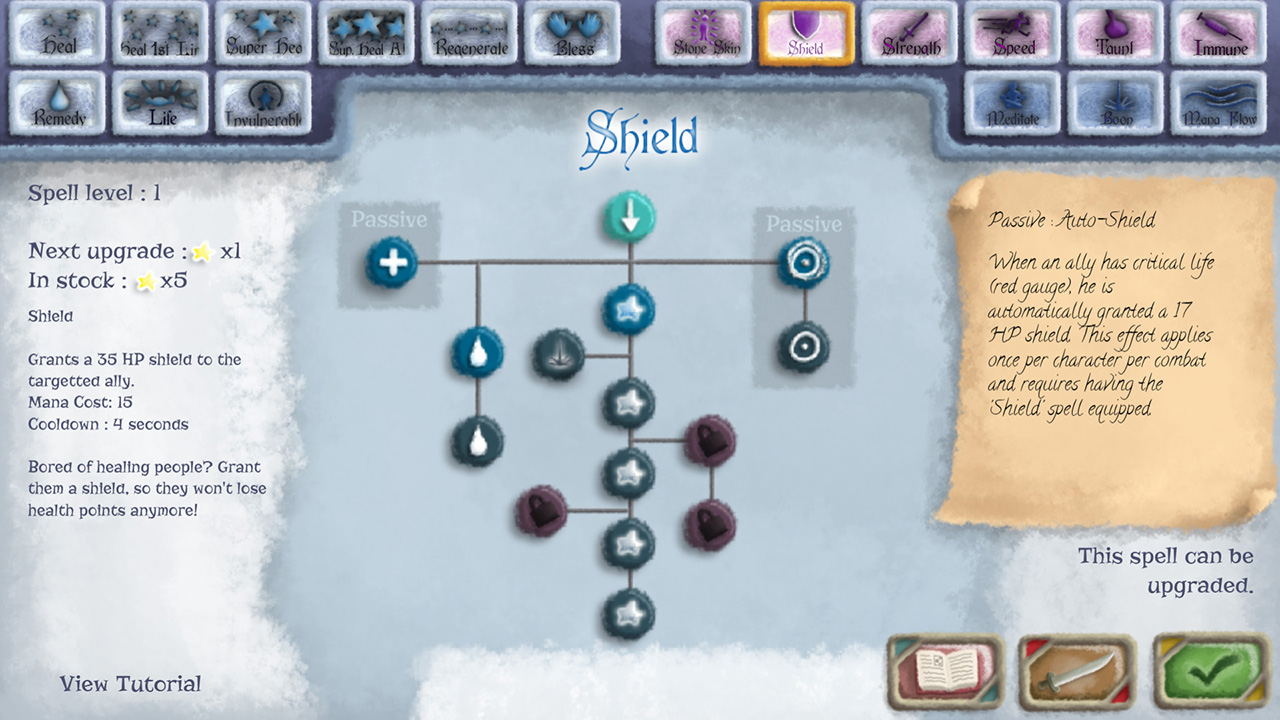 Heal
Super Hea
Sup. Heal A
Regenerate
Bless
Stone Skin
Shield
Strength
Speed
Taunt
Immune
Remedy
Life
Invulnerabl
Meditate
Boon
Mana Flow
Shield
Spell level : 1
Next upgrade : x1
In stock : x5
Shield
Grants a 35 HP shield to the
targetted ally.
Mana Cost: 15
Cooldown : 4 seconds
Bored of healing people? Grant
them a shield, so they won't lose
health points anymore!
View Tutorial
Passive
Passive
Passive : Auto-Shield
When an ally has critical life
(red gauge), he is
automatically granted a 17
HP shield. This effect applies
once per character per combat
and requires having the
'Shield' spell equipped.
This spell can be
upgraded.